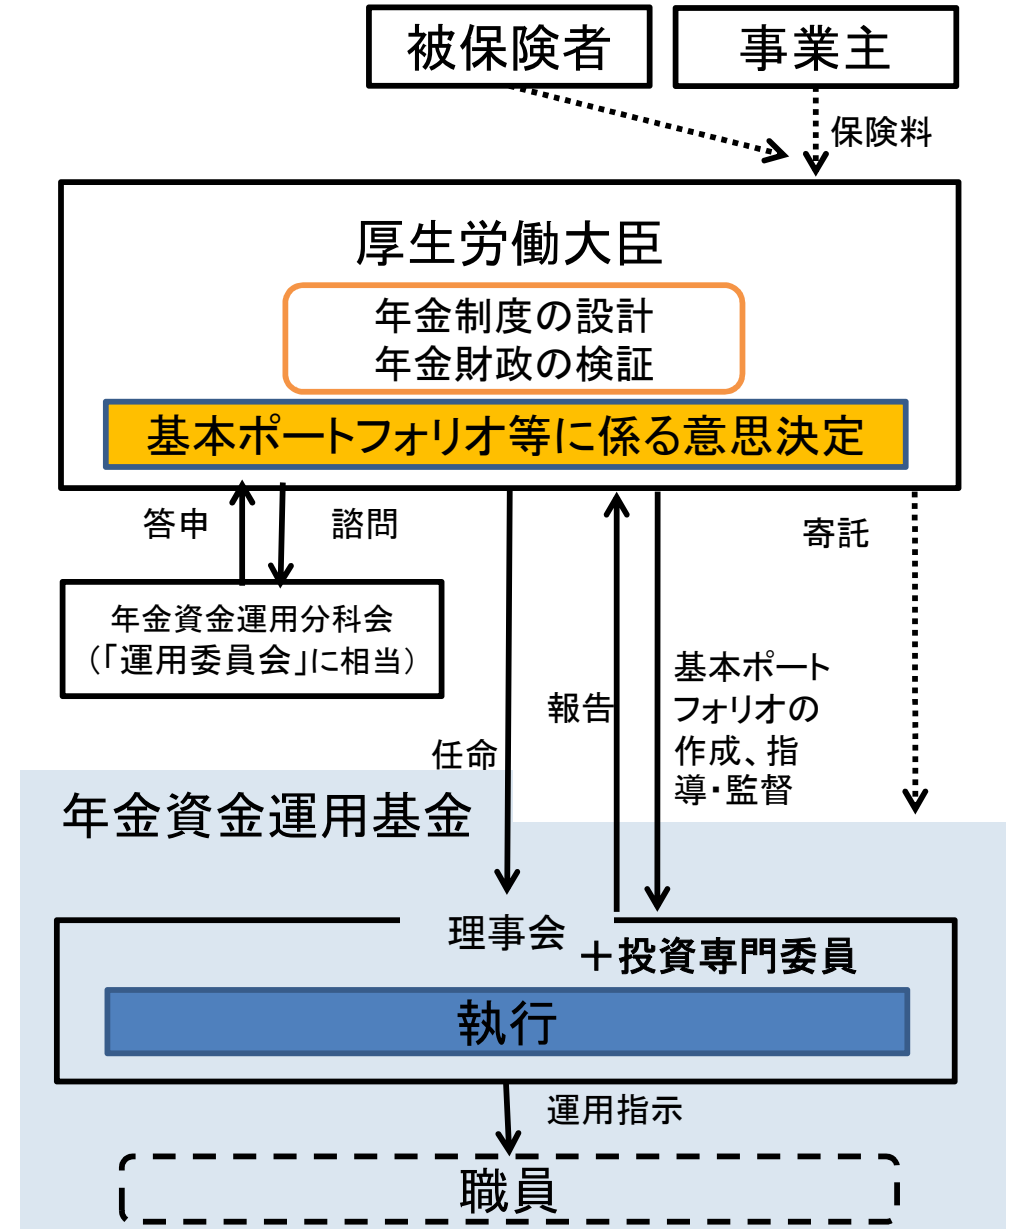 被保険者
事業主
保険料
厚生労働大臣
年金制度の設計
年金財政の検証
基本ポートフォリオ等に係る意思決定
答申
諮問
寄託
年金資金運用分科会
(「運用委員会」に相当)
基本ポート
フォリオの
作成、指
導・監督
報告
任命
年金資金運用基金
理事会
＋投資専門委員
執行
運用指示
職員